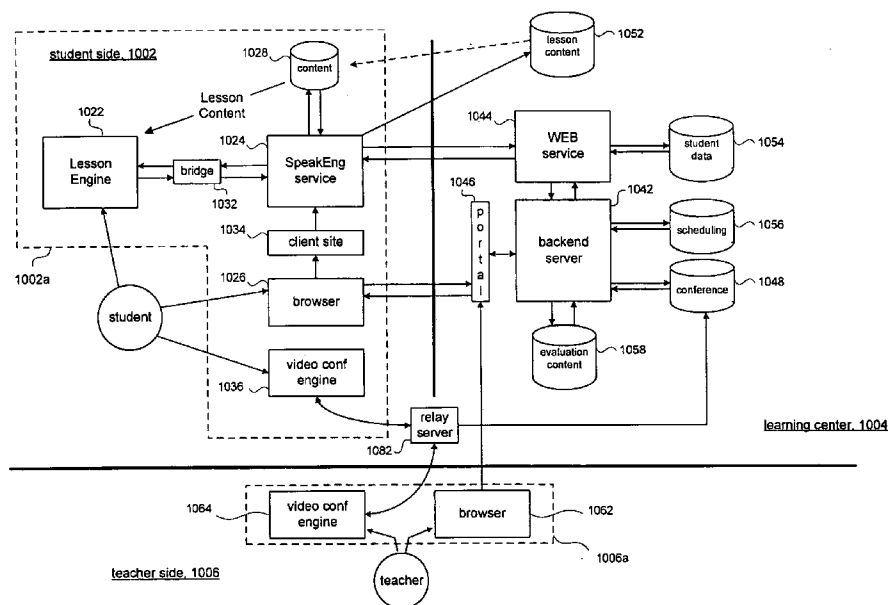 student side, 1002
1028
content
lesson
content
1052
Lesson
Content
1022
Lesson
Engine
bridge
1032
1024
SpeakEng
service
1044
WEB
service
student
data
1054
1046
portal
1042
backend
server
scheduling
1056
conference
1048
1034
client site
1026
browser
1002a
student
evaluation
content
1058
video conf
engine
1036
relay
server
1082
learning center, 1004
1064
video conf
engine
browser
1062
1006a
teacher side, 1006
teacher